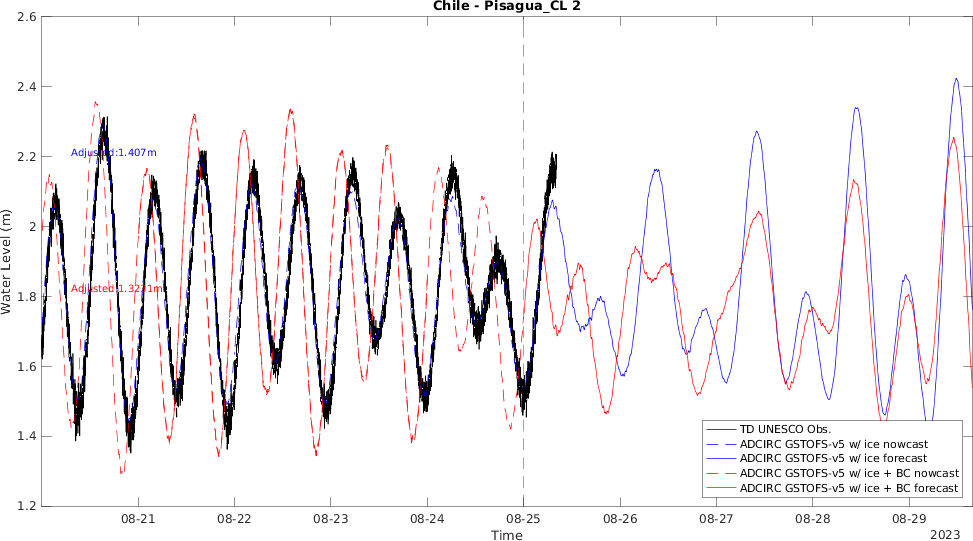 Chile - Pisagua_CL 2
2.6
2.4
2.2
2
1.8
1.6
1.4
1.2
Water Level (m)
Adjusted:1.407m
Adjusted:1.3231m
08-21
08-22
08-23
08-24
08-25
08-26
08-27
08-28
08-29
Time
2023
TD UNESCO Obs.
ADCIRC GSTOFS-v5 w/ ice nowcast
ADCIRC GSTOFS-v5 w/ ice forecast
ADCIRC GSTOFS-v5 w/ ice + BC nowcast
ADCIRC GSTOFS-v5 w/ ice + BC forecast